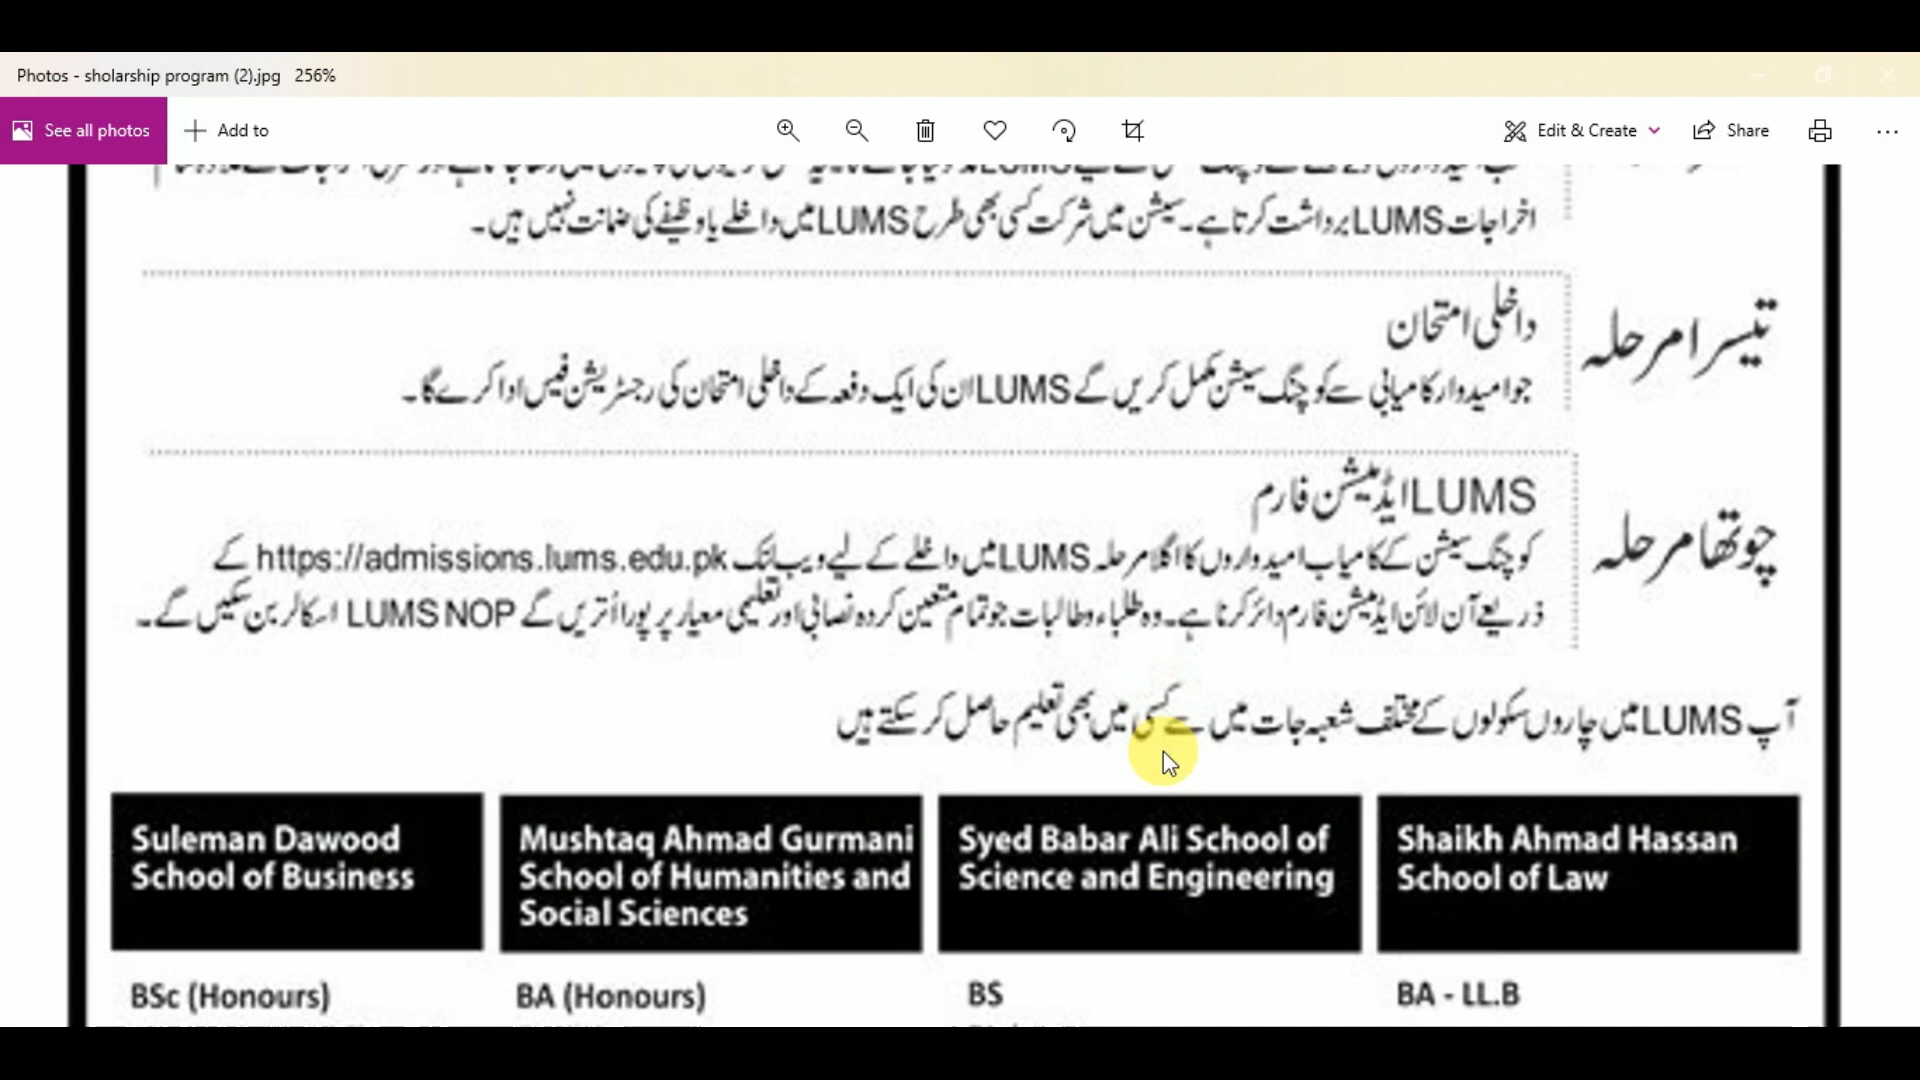 Photos - sholarship program (2).jpg 256%
See all photos
Add to
Edit & Create
Share
اخراجات LUMS برداشت کرتا ہے۔ سیشن میں شرکت کسی بھی طرح LUMS میں داخلے یا وظیفے کی ضمانت نہیں ہیں۔
تیسرا مرحلہ
داخلی امتحان
جو امیدوار کامیابی سے کوچنگ سیشن مکمل کریں گے LUMS ان کی ایک دفعہ کے داخلی امتحان کی رجسٹریشن فیس ادا کرے گا۔
چوتھا مرحلہ
LUMS ایڈمیشن فارم
کوچنگ سیشن کے کامیاب امیدواروں کا اگلا مرحلہ LUMS میں داخلے کے لیے ویب لنک https://admissions.lums.edu.pk کے
ذریعے آن لائن ایڈمیشن فارم دائر کرنا ہے۔ وہ طلباء و طالبات جو تمام متعین کردہ نصابی اور تعلیمی معیار پر پورا اُتریں گے LUMS NOP اسکالر بن سکیں گے۔
آپ LUMS میں چاروں سکولوں کے مختلف شعبہ جات میں سے کسی میں بھی تعلیم حاصل کر سکتے ہیں
Suleman Dawood
School of Business
Mushtaq Ahmad Gurmani
School of Humanities and
Social Sciences
Syed Babar Ali School of
Science and Engineering
Shaikh Ahmad Hassan
School of Law
BSc (Honours)
BA (Honours)
BS
BA - LL.B